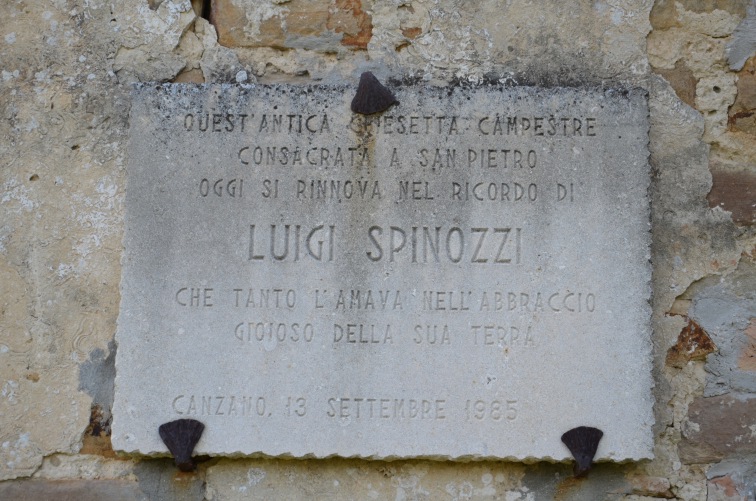 QUEST'ANTICA CHIESETTA CAMPESTRE
CONSACRATA A SAN PIETRO
OGGI SI RINNOVA NEL RICORDO DI
LUIGI SPINOZZI
CHE TANTO L'AMAVA NELL'ABBRACCIO
GIOIOSO DELLA SUA TERRA
CANZANO, 13 SETTEMBRE 1985